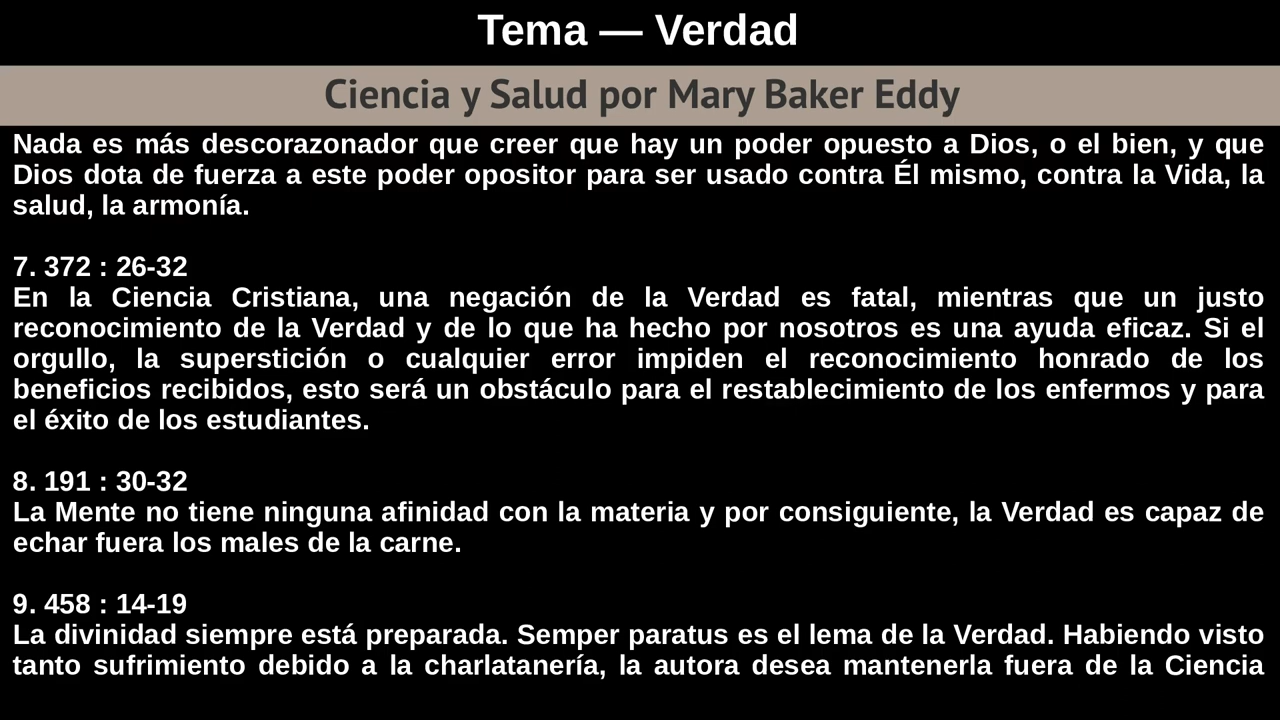 Tema — Verdad
Ciencia y Salud por Mary Baker Eddy
Nada es más descorazonador que creer que hay un poder opuesto a Dios, o el bien, y que
Dios dota de fuerza a este poder opositor para ser usado contra Él mismo, contra la Vida, la
salud, la armonía.
7. 372 : 26-32
En la Ciencia Cristiana, una negación de la Verdad es fatal, mientras que un justo
reconocimiento de la Verdad y de lo que ha hecho por nosotros es una ayuda eficaz. Si el
orgullo, la superstición o cualquier error impiden el reconocimiento honrado de los
beneficios recibidos, esto será un obstáculo para el restablecimiento de los enfermos y para
el éxito de los estudiantes.
8. 191 : 30-32
La Mente no tiene ninguna afinidad con la materia y por consiguiente, la Verdad es capaz de
echar fuera los males de la carne.
9. 458 : 14-19
La divinidad siempre está preparada. Semper paratus es el lema de la Verdad. Habiendo visto
tanto sufrimiento debido a la charlatanería, la autora desea mantenerla fuera de la Ciencia